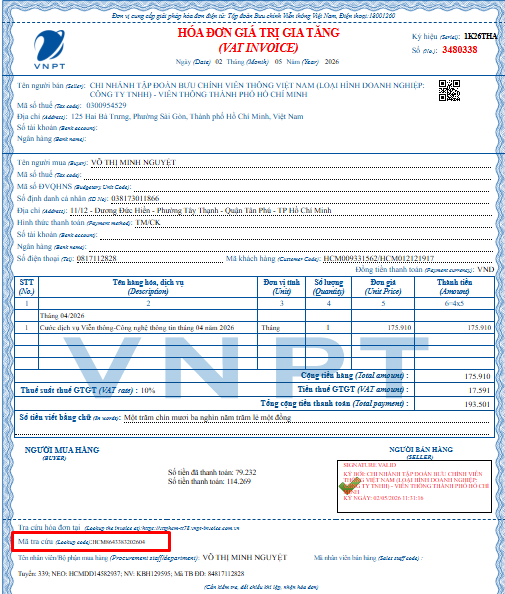 Đơn vị cung cấp giải pháp hóa đơn điện tử: Tập đoàn Bưu chính Viễn thông Việt Nam, Điện thoại: 18001260
VNPT
HÓA ĐƠN GIÁ TRỊ GIA TĂNG
(VAT INVOICE)
Ngày (Date) 02 Tháng (Month) 05 Năm (Year) 2026
Ký hiệu (Serial): 1K26THA
Số (No.): 3480338
Tên người bán (Seller): CHI NHÁNH TẬP ĐOÀN BƯU CHÍNH VIỄN THÔNG VIỆT NAM (LOẠI HÌNH DOANH NGHIỆP:
CÔNG TY TNHH) - VIỄN THÔNG THÀNH PHỐ HỒ CHÍ MINH
Mã số thuế (Tax code): 0300954529
Địa chỉ (Address): 125 Hai Bà Trưng, Phường Sài Gòn, Thành phố Hồ Chí Minh, Việt Nam
Số tài khoản (Bank account):
Ngân hàng (Bank name):
Tên người mua (Buyer): VÕ THỊ MINH NGUYỆT
Mã số thuế (Tax code):
Mã số ĐVQHNS (Budgetary Unit Code):
Số định danh cá nhân (ID No): 038173011866
Địa chỉ (Address): 11/12 - Dương Đức Hiền - Phường Tây Thạnh - Quận Tân Phú - TP Hồ Chí Minh
Hình thức thanh toán (Payment method): TM/CK
Số tài khoản (Bank account):
Ngân hàng (Bank name):
Số điện thoại (Tel): 0817112828 Mã khách hàng (Customer Code): HCM009331562/HCM012121917
Đồng tiền thanh toán (Payment currency): VND
STT (No.) Tên hàng hóa, dịch vụ (Description) Đơn vị tính (Unit) Số lượng (Quantity) Đơn giá (Unit Price) Thành tiền (Amount)
1 2 3 4 5 6=4x5
Tháng 04/2026
1 Cước dịch vụ Viễn thông-Công nghệ thông tin tháng 04 năm 2026 Tháng 1 175.910 175.910
VNPT
Cộng tiền hàng (Total amount) : 175.910
Thuế suất thuế GTGT (VAT rate) : 10% Tiền thuế GTGT (VAT amount) : 17.591
Tổng cộng tiền thanh toán (Total payment) : 193.501
Số tiền viết bằng chữ (In words): Một trăm chín mươi ba nghìn năm trăm lẻ một đồng
NGƯỜI MUA HÀNG
(BUYER)
NGƯỜI BÁN HÀNG
(SELLER)
Số tiền đã thanh toán: 79.232
Số tiền thanh toán: 114.269
SIGNATURE VALID
KÝ BỞI: CHI NHÁNH TẬP ĐOÀN BƯU CHÍNH VIỄN
THÔNG VIỆT NAM (LOẠI HÌNH DOANH NGHIỆP:
CÔNG TY TNHH) - VIỄN THÔNG THÀNH PHỐ HỒ CHÍ
MINH
KÝ NGÀY: 02/05/2026 11:31:16
Tra cứu hóa đơn tại (Lookup the invoice at):
Mã tra cứu (Lookup code):HCM8643383202604
Tên nhân viên/Bộ phận mua hàng (Procurement staff/department): VÕ THỊ MINH NGUYỆT Mã nhân viên bán hàng (Sales staff code) :
Tuyến: 339; NEO: HCMDD14582937; NV: KBH129595; Mã TB ĐD: 84817112828
(Cần kiểm tra, đối chiếu khi lập, nhận hóa đơn)